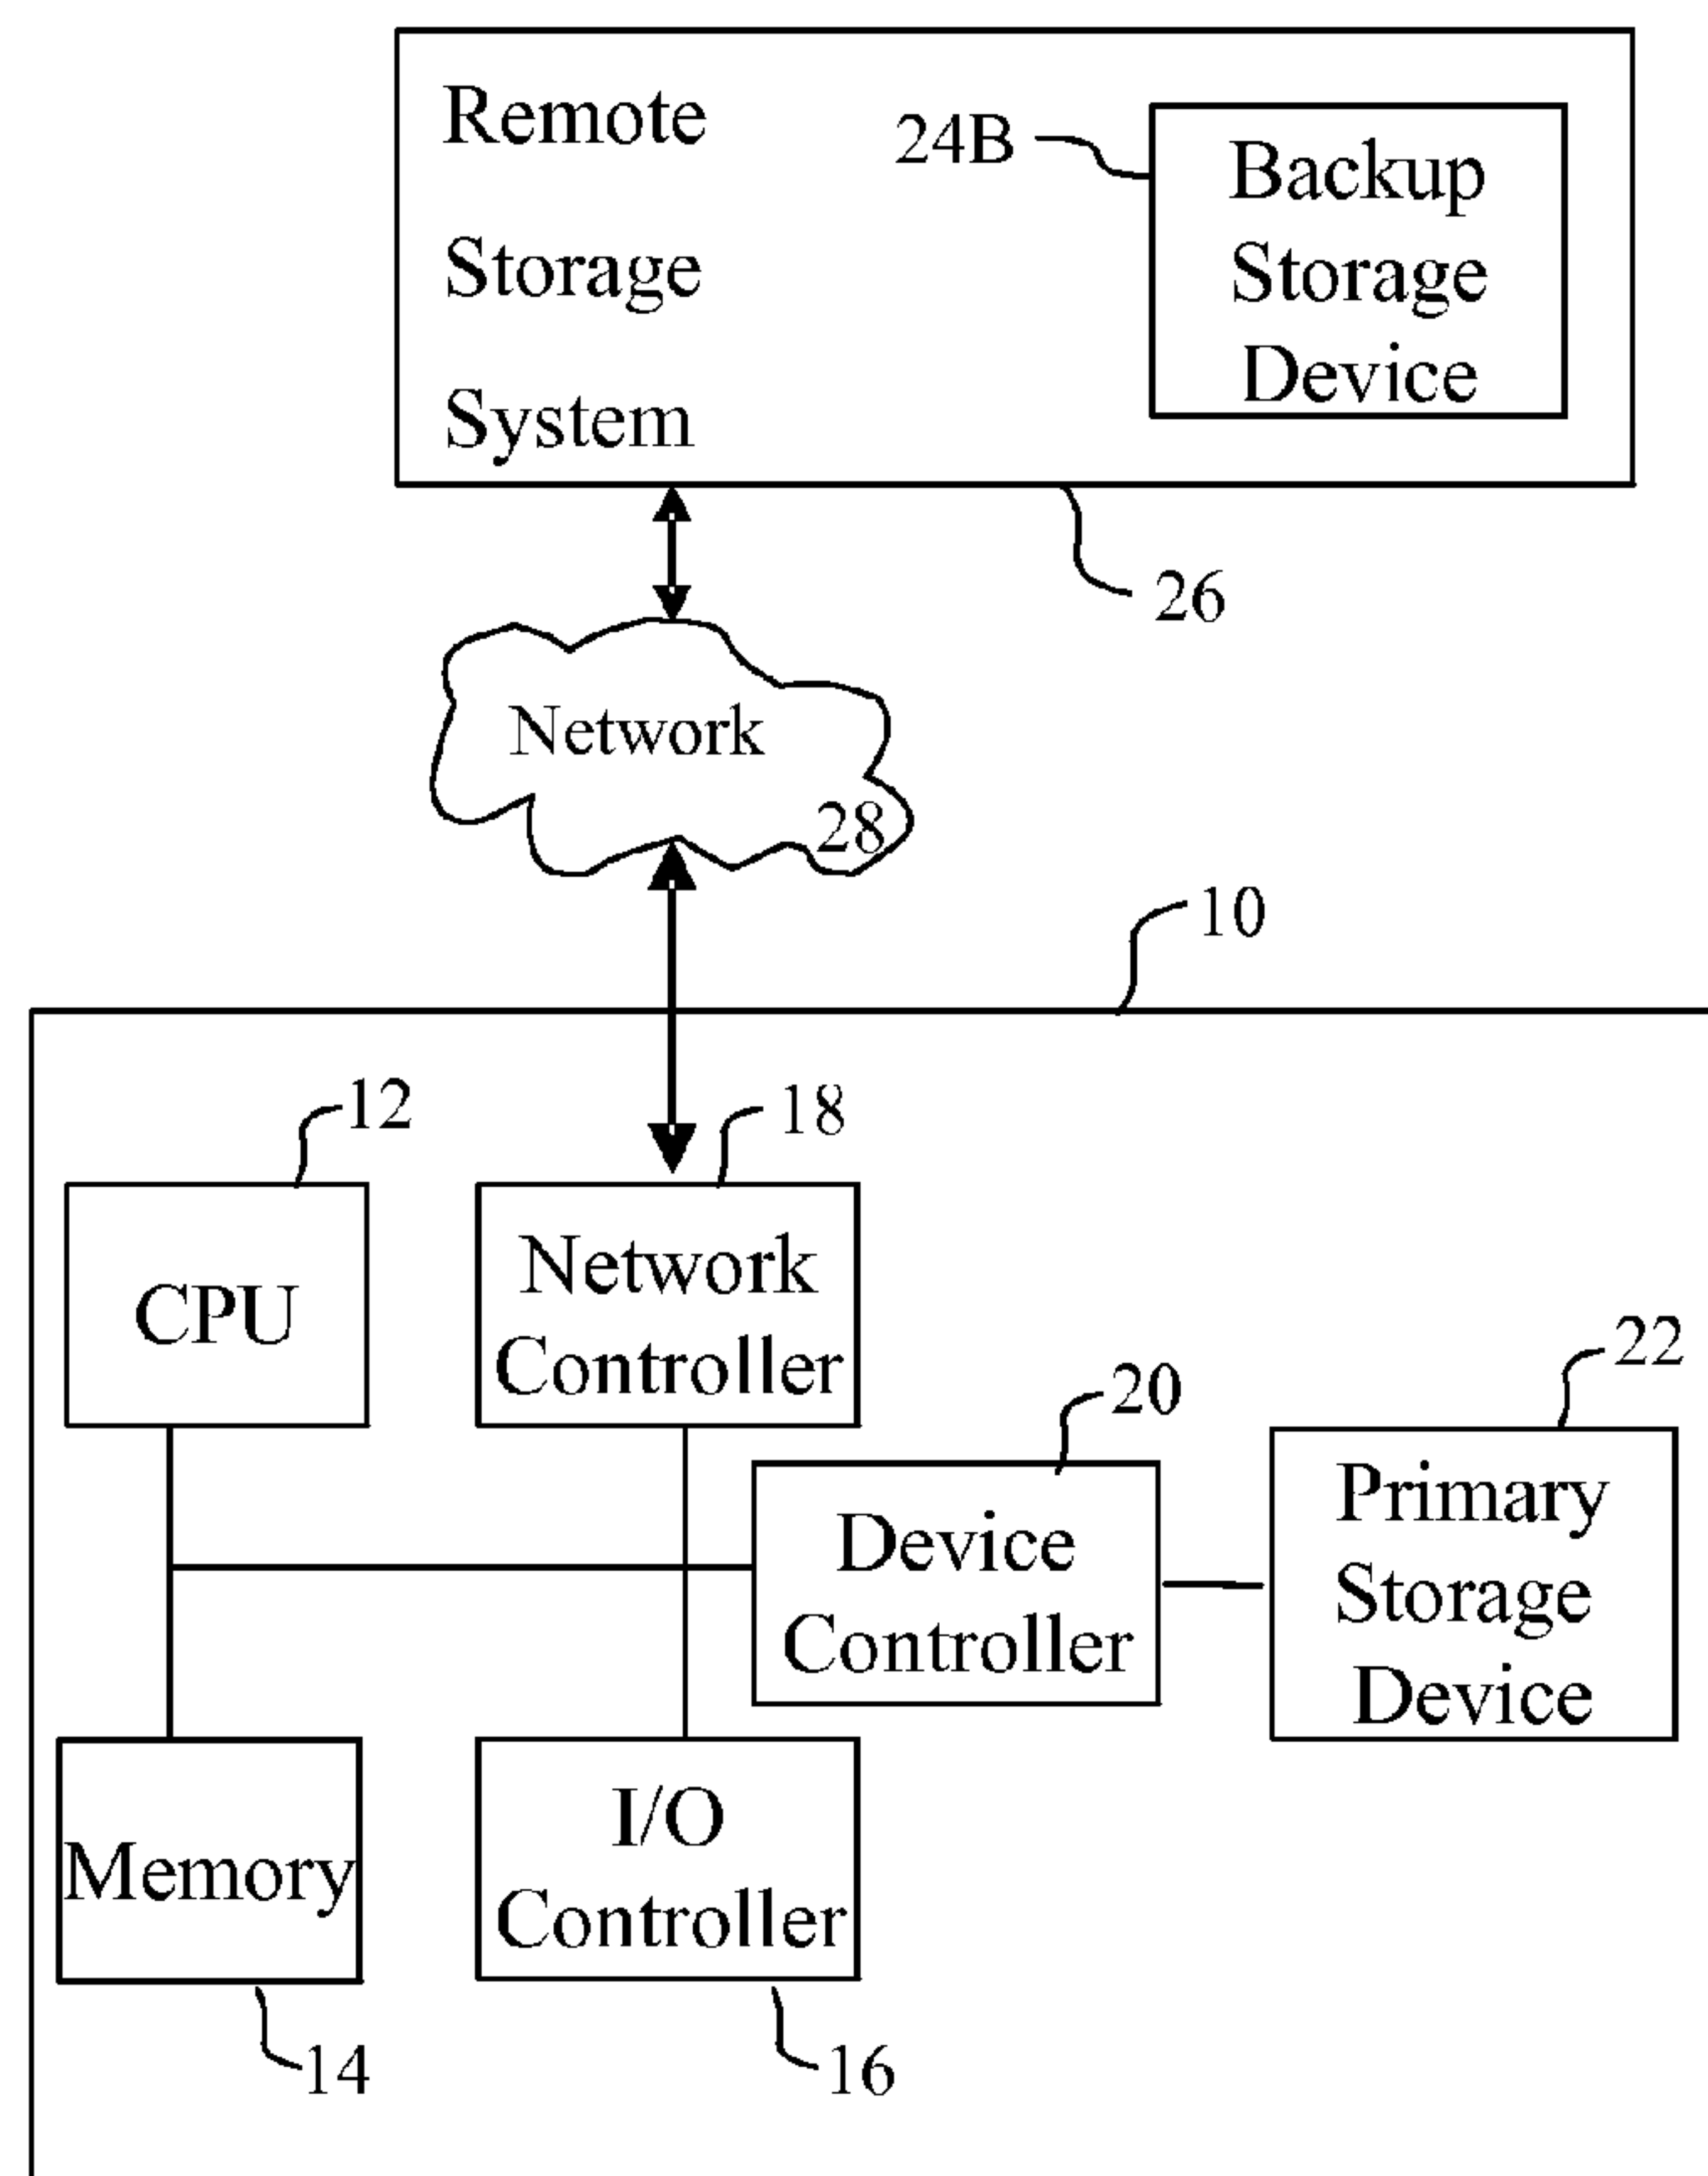 Remote
Storage
System
24B
Backup
Storage
Device
26
Network
28
10
12
18
CPU
Network
Controller
20
22
Device
Controller
Primary
Storage
Device
Memory
I/O
Controller
14
16